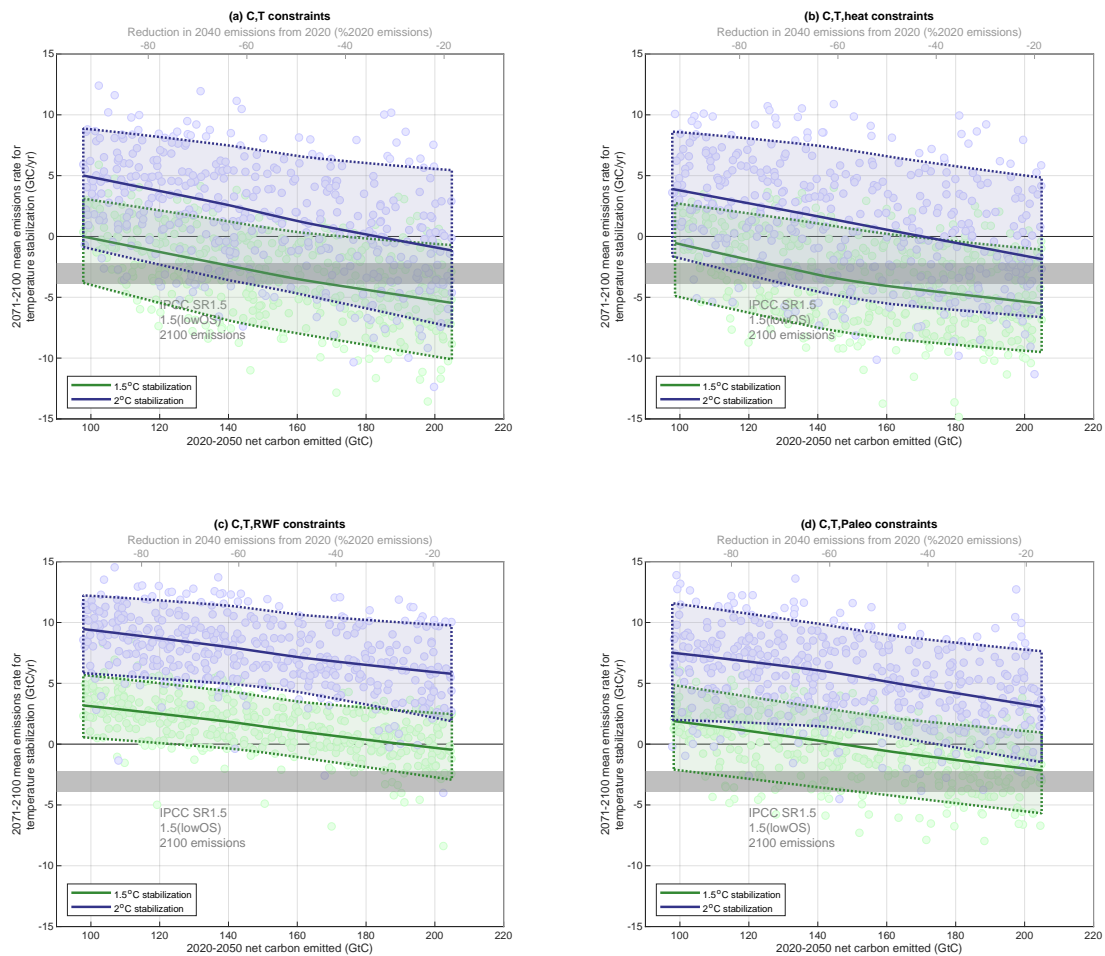 (a) C,T constraints
Reduction in 2040 emissions from 2020 (%2020 emissions)
-80 -60 -40 -20
15
10
5
0
-5
-10
-15
2071-2100 mean emissions rate for
temperature stabilization (GtC/yr)
IPCC SR1.5
1.5(lowOS)
2100 emissions
1.5°C stabilization
2°C stabilization
100 120 140 160 180 200 220
2020-2050 net carbon emitted (GtC)
(b) C,T,heat constraints
Reduction in 2040 emissions from 2020 (%2020 emissions)
-80 -60 -40 -20
15
10
5
0
-5
-10
-15
2071-2100 mean emissions rate for
temperature stabilization (GtC/yr)
IPCC SR1.5
1.5(lowOS)
2100 emissions
1.5°C stabilization
2°C stabilization
100 120 140 160 180 200 220
2020-2050 net carbon emitted (GtC)
(c) C,T,RWF constraints
Reduction in 2040 emissions from 2020 (%2020 emissions)
-80 -60 -40 -20
15
10
5
0
-5
-10
-15
2071-2100 mean emissions rate for
temperature stabilization (GtC/yr)
IPCC SR1.5
1.5(lowOS)
2100 emissions
1.5°C stabilization
2°C stabilization
100 120 140 160 180 200 220
2020-2050 net carbon emitted (GtC)
(d) C,T,Paleo constraints
Reduction in 2040 emissions from 2020 (%2020 emissions)
-80 -60 -40 -20
15
10
5
0
-5
-10
-15
2071-2100 mean emissions rate for
temperature stabilization (GtC/yr)
IPCC SR1.5
1.5(lowOS)
2100 emissions
1.5°C stabilization
2°C stabilization
100 120 140 160 180 200 220
2020-2050 net carbon emitted (GtC)